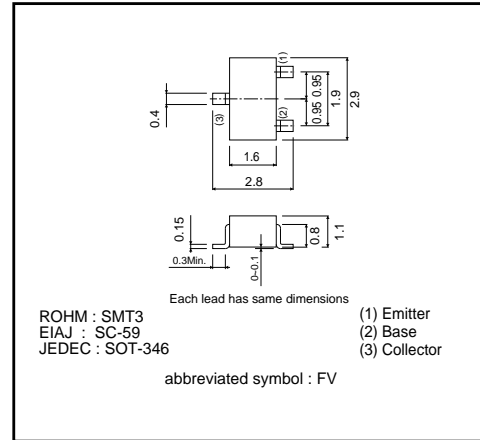 (1)
0.95
0.95
1.9
2.9
0.4
(3)
(2)
1.6
2.8
0.15
0.8
1.1
0.3Min.
0~0.1
Each lead has same dimensions
ROHM : SMT3
EIAJ : SC-59
JEDEC : SOT-346
(1) Emitter
(2) Base
(3) Collector
abbreviated symbol : FV